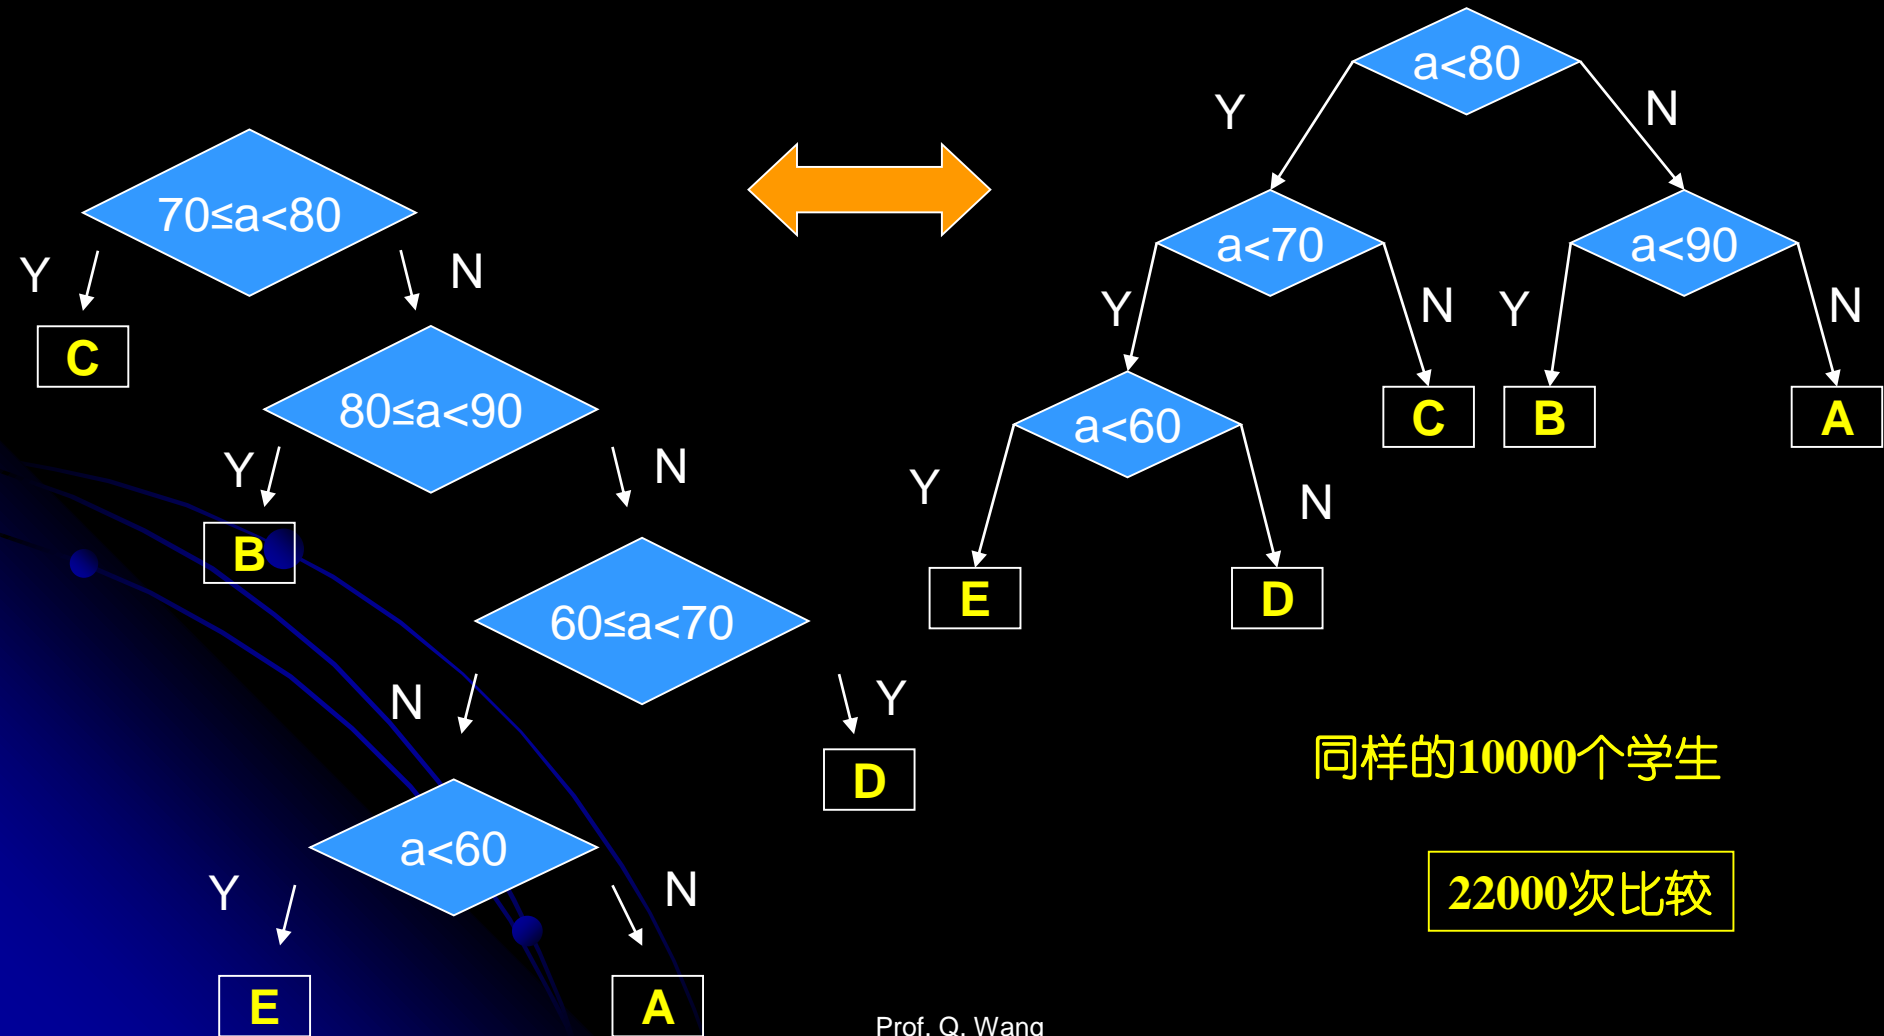 70≤a<80
Y
N
C
80≤a<90
Y
N
B
60≤a<70
N
Y
D
a<60
Y
N
E
A
a<80
Y
N
a<70
a<90
Y
N
Y
N
a<60
C
B
A
Y
N
E
D
同样的10000个学生
22000次比较
Prof. Q. Wang